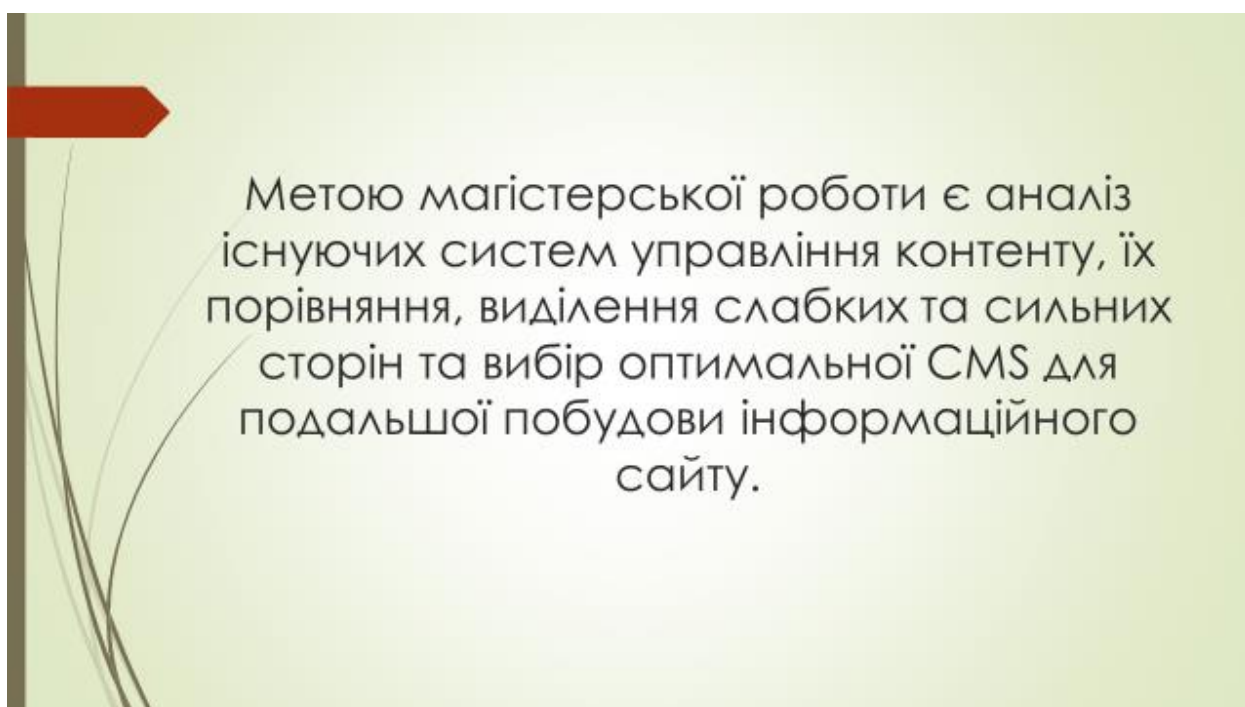 Метою магістерської роботи є аналіз
існуючих систем управління контенту, їх
порівняння, виділення слабких та сильних
сторін та вибір оптимальної CMS для
подальшої побудови інформаційного
сайту.